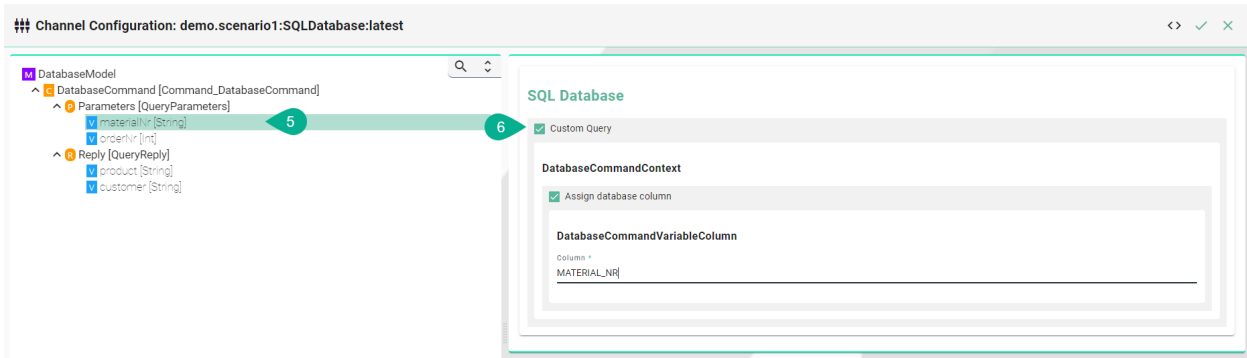 Channel Configuration: demo.scenario1:SQLDatabase:latest
M DatabaseModel
C DatabaseCommand [Command_DatabaseCommand]
P Parameters [QueryParameters]
V materialNr [String]
5
V orderNr [Int]
R Reply [QueryReply]
V product [String]
V customer [String]
SQL Database
6
Custom Query
DatabaseCommandContext
Assign database column
DatabaseCommandVariableColumn
Column *
MATERIAL_NR